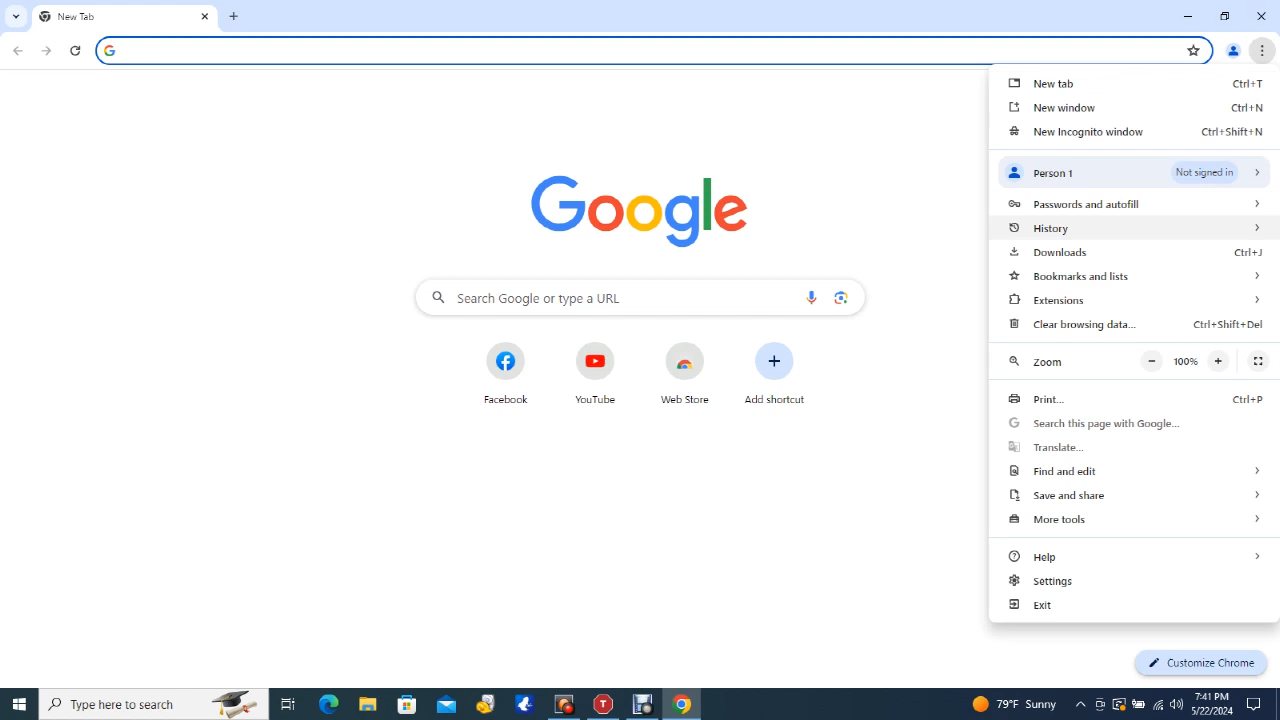 New Tab
New tab Ctrl+T
New window Ctrl+N
New Incognito window Ctrl+Shift+N
Person 1 Not signed in
Passwords and autofill
History
Downloads Ctrl+J
Bookmarks and lists
Extensions
Clear browsing data... Ctrl+Shift+Del
Zoom 100%
Print... Ctrl+P
Search this page with Google...
Translate...
Find and edit
Save and share
More tools
Help
Settings
Exit
Google
Search Google or type a URL
Facebook YouTube Web Store Add shortcut
Customize Chrome
Type here to search
79°F Sunny
7:41 PM
5/22/2024